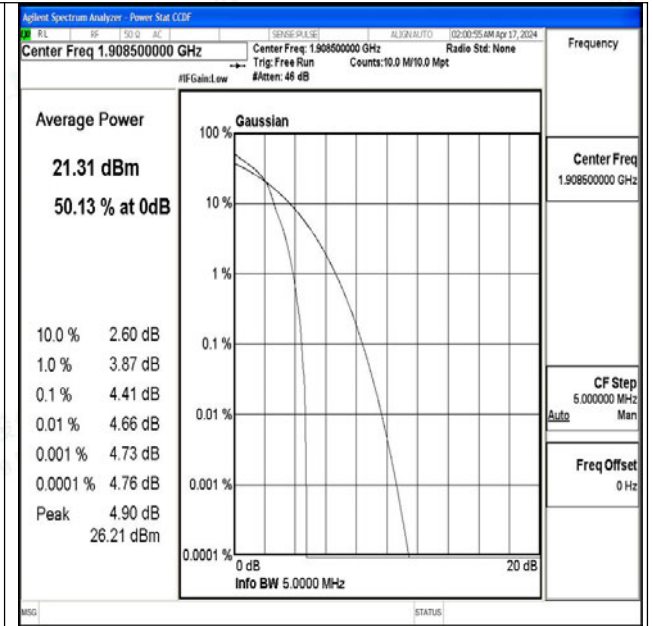 Agilent Spectrum Analyzer - Power Stat CCDF
RL RF 50 Ω AC SENSE:PULSE ALIGN AUTO 02:00:55 AM Apr 17, 2024
Center Freq 1.908500000 GHz
Center Freq: 1.908500000 GHz Radio Std: None
Trig: Free Run Counts:10.0 M/10.0 Mpt
#IFGain:Low #Atten: 46 dB
Frequency
Average Power
21.31 dBm
50.13 % at 0dB
10.0 % 2.60 dB
1.0 % 3.87 dB
0.1 % 4.41 dB
0.01 % 4.66 dB
0.001 % 4.73 dB
0.0001 % 4.76 dB
Peak 4.90 dB
26.21 dBm
Gaussian
100 %
10 %
1 %
0.1 %
0.01 %
0.001 %
0.0001 %
0 dB 20 dB
Info BW 5.0000 MHz
Center Freq
1.908500000 GHz
CF Step
5.000000 MHz
Auto Man
Freq Offset
0 Hz
MSG STATUS